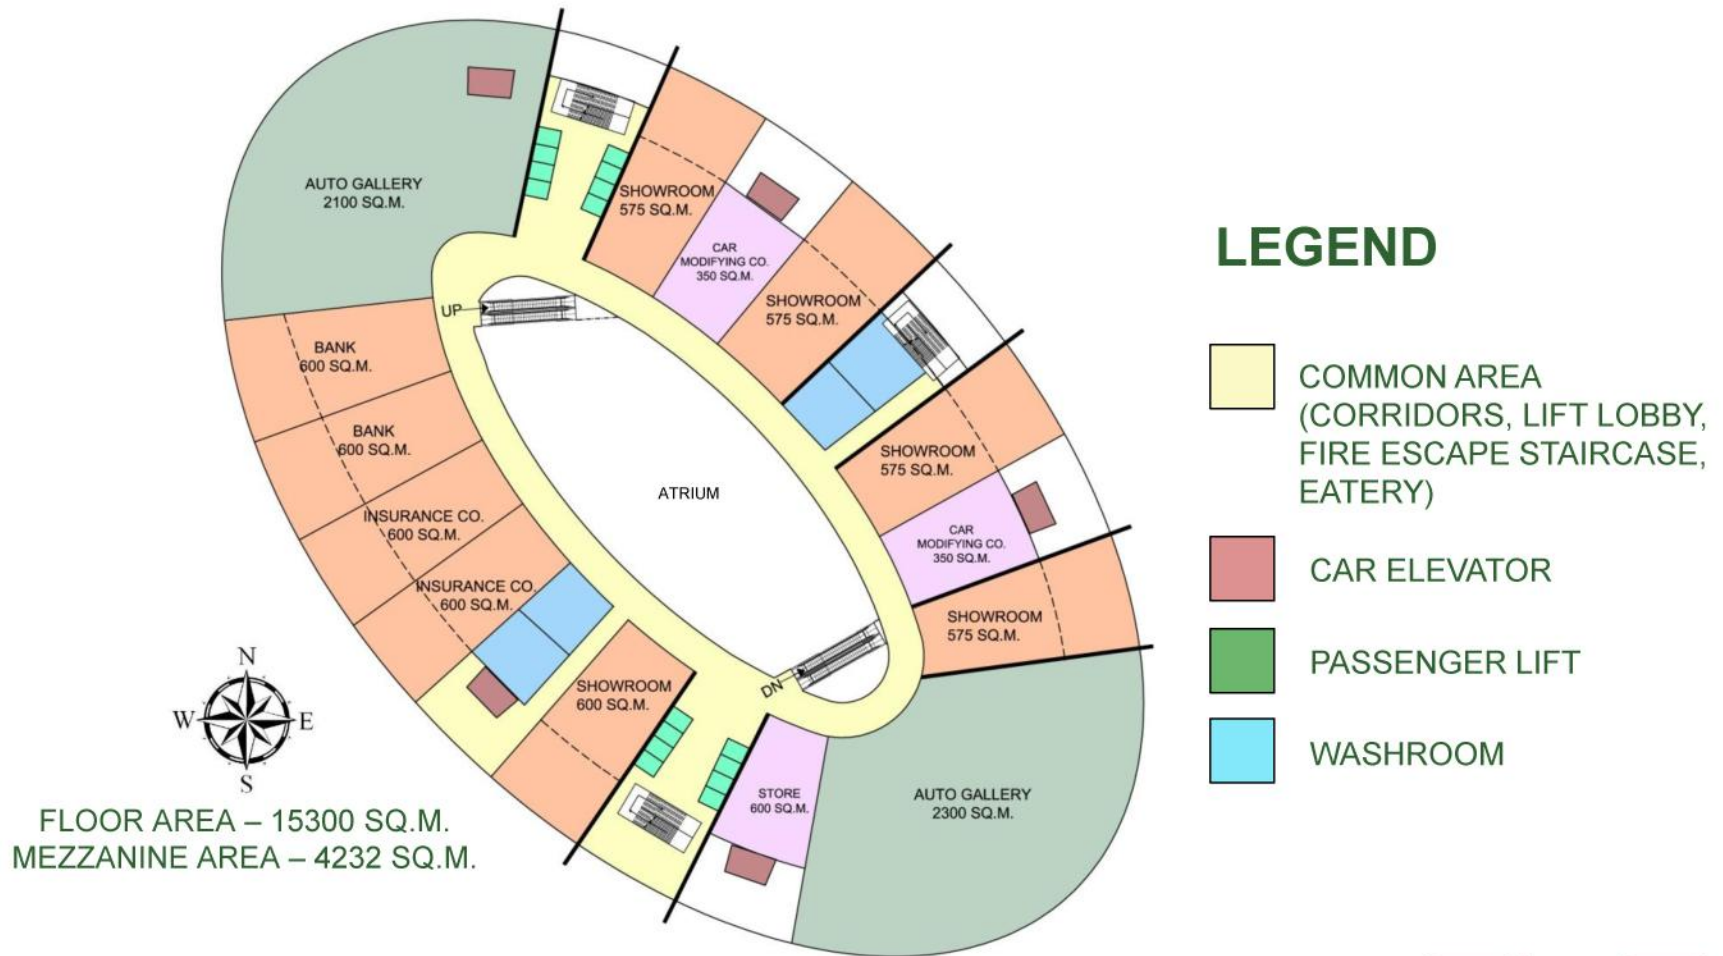 AUTO GALLERY
2100 SQ.M.
SHOWROOM
575 SQ.M.
CAR
MODIFYING CO.
350 SQ.M.
SHOWROOM
575 SQ.M.
UP
BANK
600 SQ.M.
BANK
600 SQ.M.
INSURANCE CO.
600 SQ.M.
INSURANCE CO.
600 SQ.M.
ATRIUM
SHOWROOM
575 SQ.M.
CAR
MODIFYING CO.
350 SQ.M.
SHOWROOM
575 SQ.M.
SHOWROOM
600 SQ.M.
DN
STORE
600 SQ.M.
AUTO GALLERY
2300 SQ.M.
N
W
E
S
FLOOR AREA – 15300 SQ.M.
MEZZANINE AREA – 4232 SQ.M.
LEGEND
COMMON AREA
(CORRIDORS, LIFT LOBBY,
FIRE ESCAPE STAIRCASE,
EATERY)
CAR ELEVATOR
PASSENGER LIFT
WASHROOM